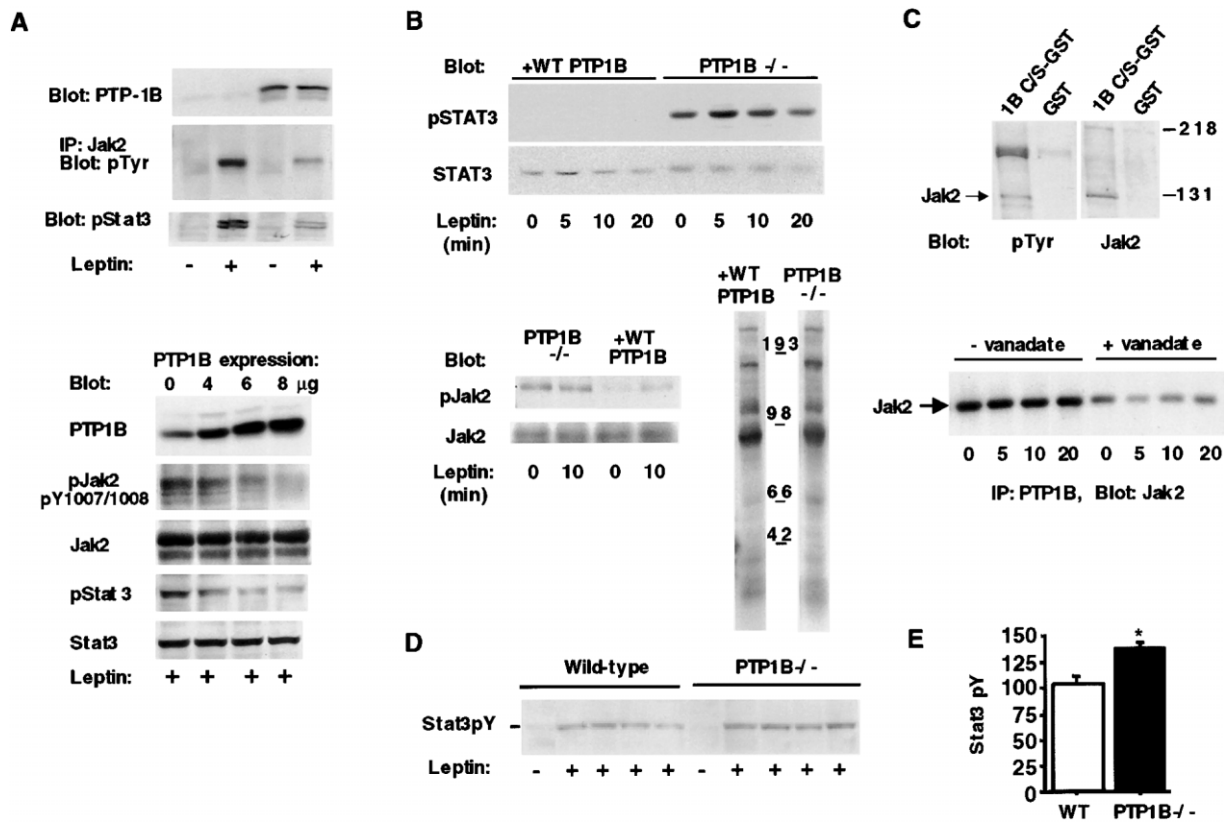 A
Blot: PTP-1B
IP: Jak2
Blot: pTyr
Blot: pStat3
Leptin: - + - +
PTP1B expression:
Blot: 0 4 6 8 µg
PTP1B
pJak2
pY1007/1008
Jak2
pStat 3
Stat3
Leptin: + + + +
B
Blot: +WT PTP1B PTPB1B -/ -
pSTAT3
STAT3
Leptin: 0 5 10 20 0 5 10 20
(min)
PTP1B +WT
-/- PTP1B
Blot:
pJak2
Jak2
Leptin: 0 10 0 10
(min)
+WT PTP1B
PTP1B -/-
193
98
66
42
C
1B C/S-GST
GST
1B C/S-GST
GST
-218
Jak2 -131
Blot: pTyr Jak2
- vanadate + vanadate
Jak2
0 5 10 20 0 5 10 20
IP: PTP1B, Blot: Jak2
D
Wild-type PTP1B-/ -
Stat3pY
Leptin: - + + + + - + + + +
E
Stat3 pY
150
125
100
75
50
25
0
*
WT PTP1B-/ -